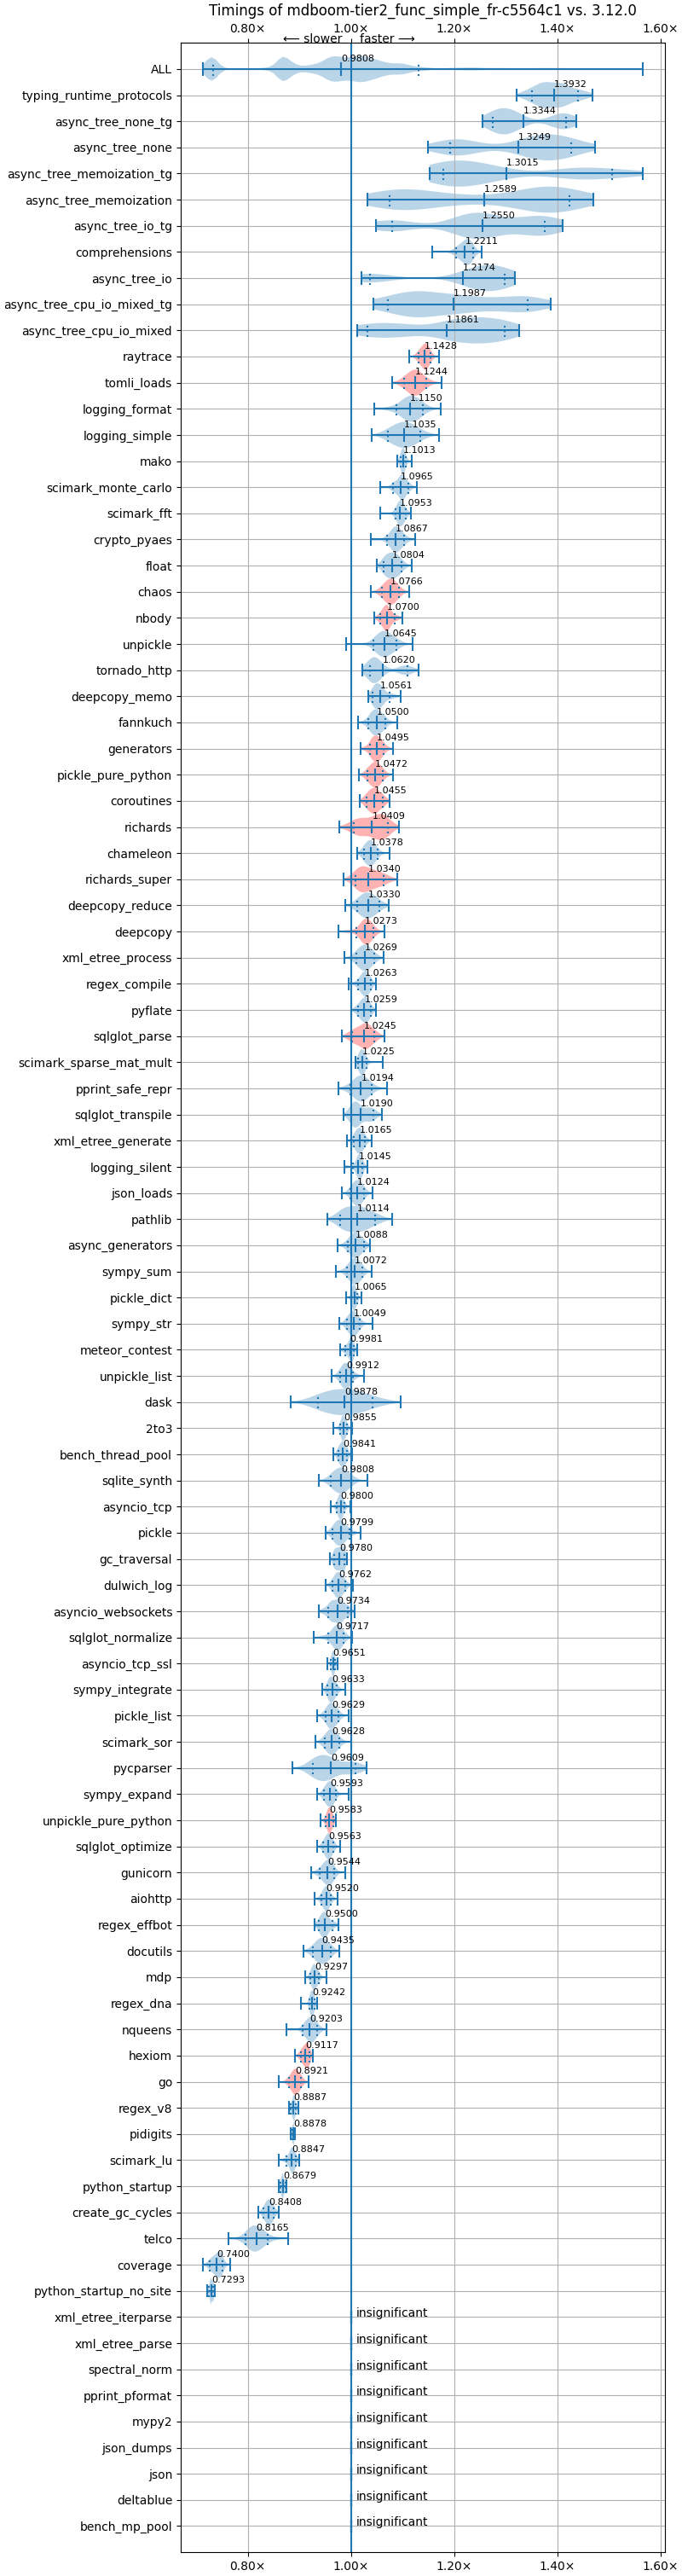 Timings of mdboom-tier2_func_simple_fr-c5564c1 vs. 3.12.0
0.80× 1.00× 1.20× 1.40× 1.60×
⟵ slower faster ⟶
ALL 0.9808
typing_runtime_protocols 1.3932
async_tree_none_tg 1.3344
async_tree_none 1.3249
async_tree_memoization_tg 1.3015
async_tree_memoization 1.2589
async_tree_io_tg 1.2550
comprehensions 1.2211
async_tree_io 1.2174
async_tree_cpu_io_mixed_tg 1.1987
async_tree_cpu_io_mixed 1.1861
raytrace 1.1428
tomli_loads 1.1244
logging_format 1.1150
logging_simple 1.1035
mako 1.1013
scimark_monte_carlo 1.0965
scimark_fft 1.0953
crypto_pyaes 1.0867
float 1.0804
chaos 1.0766
nbody 1.0700
unpickle 1.0645
tornado_http 1.0620
deepcopy_memo 1.0561
fannkuch 1.0500
generators 1.0495
pickle_pure_python 1.0472
coroutines 1.0455
richards 1.0409
chameleon 1.0378
richards_super 1.0340
deepcopy_reduce 1.0330
deepcopy 1.0273
xml_etree_process 1.0269
regex_compile 1.0263
pyflate 1.0259
sqlglot_parse 1.0245
scimark_sparse_mat_mult 1.0225
pprint_safe_repr 1.0194
sqlglot_transpile 1.0190
xml_etree_generate 1.0165
logging_silent 1.0145
json_loads 1.0124
pathlib 1.0114
async_generators 1.0088
sympy_sum 1.0072
pickle_dict 1.0065
sympy_str 1.0049
meteor_contest 0.9981
unpickle_list 0.9912
dask 0.9878
2to3 0.9855
bench_thread_pool 0.9841
sqlite_synth 0.9808
asyncio_tcp 0.9800
pickle 0.9799
gc_traversal 0.9780
dulwich_log 0.9762
asyncio_websockets 0.9734
sqlglot_normalize 0.9717
asyncio_tcp_ssl 0.9651
sympy_integrate 0.9633
pickle_list 0.9629
scimark_sor 0.9628
pycparser 0.9609
sympy_expand 0.9593
unpickle_pure_python 0.9583
sqlglot_optimize 0.9563
gunicorn 0.9544
aiohttp 0.9520
regex_effbot 0.9500
docutils 0.9435
mdp 0.9297
regex_dna 0.9242
nqueens 0.9203
hexiom 0.9117
go 0.8921
regex_v8 0.8887
pidigits 0.8878
scimark_lu 0.8847
python_startup 0.8679
create_gc_cycles 0.8408
telco 0.8165
coverage 0.7400
python_startup_no_site 0.7293
xml_etree_iterparse insignificant
xml_etree_parse insignificant
spectral_norm insignificant
pprint_pformat insignificant
mypy2 insignificant
json_dumps insignificant
json insignificant
deltablue insignificant
bench_mp_pool insignificant
0.80× 1.00× 1.20× 1.40× 1.60×